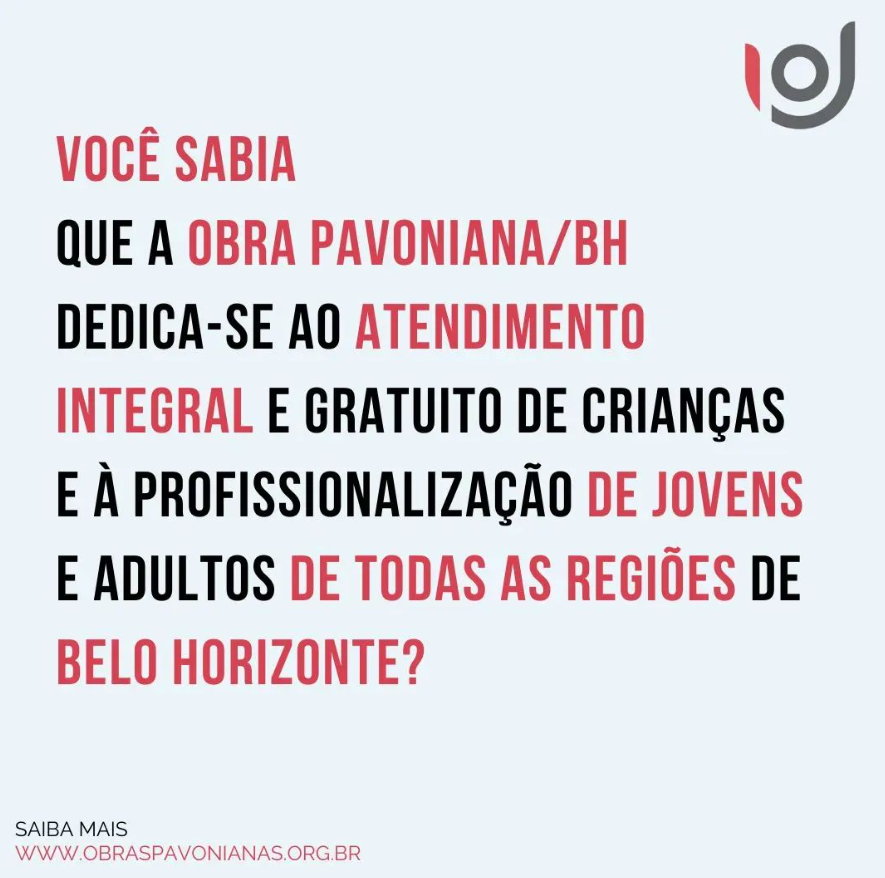 VOCÊ SABIA
QUE A OBRA PAVONIANA/BH
DEDICA-SE AO ATENDIMENTO
INTEGRAL E GRATUITO DE CRIANÇAS
E À PROFISSIONALIZAÇÃO DE JOVENS
E ADULTOS DE TODAS AS REGIÕES DE
BELO HORIZONTE?
SAIBA MAIS
WWW.OBRASPAVONIANAS.ORG.BR